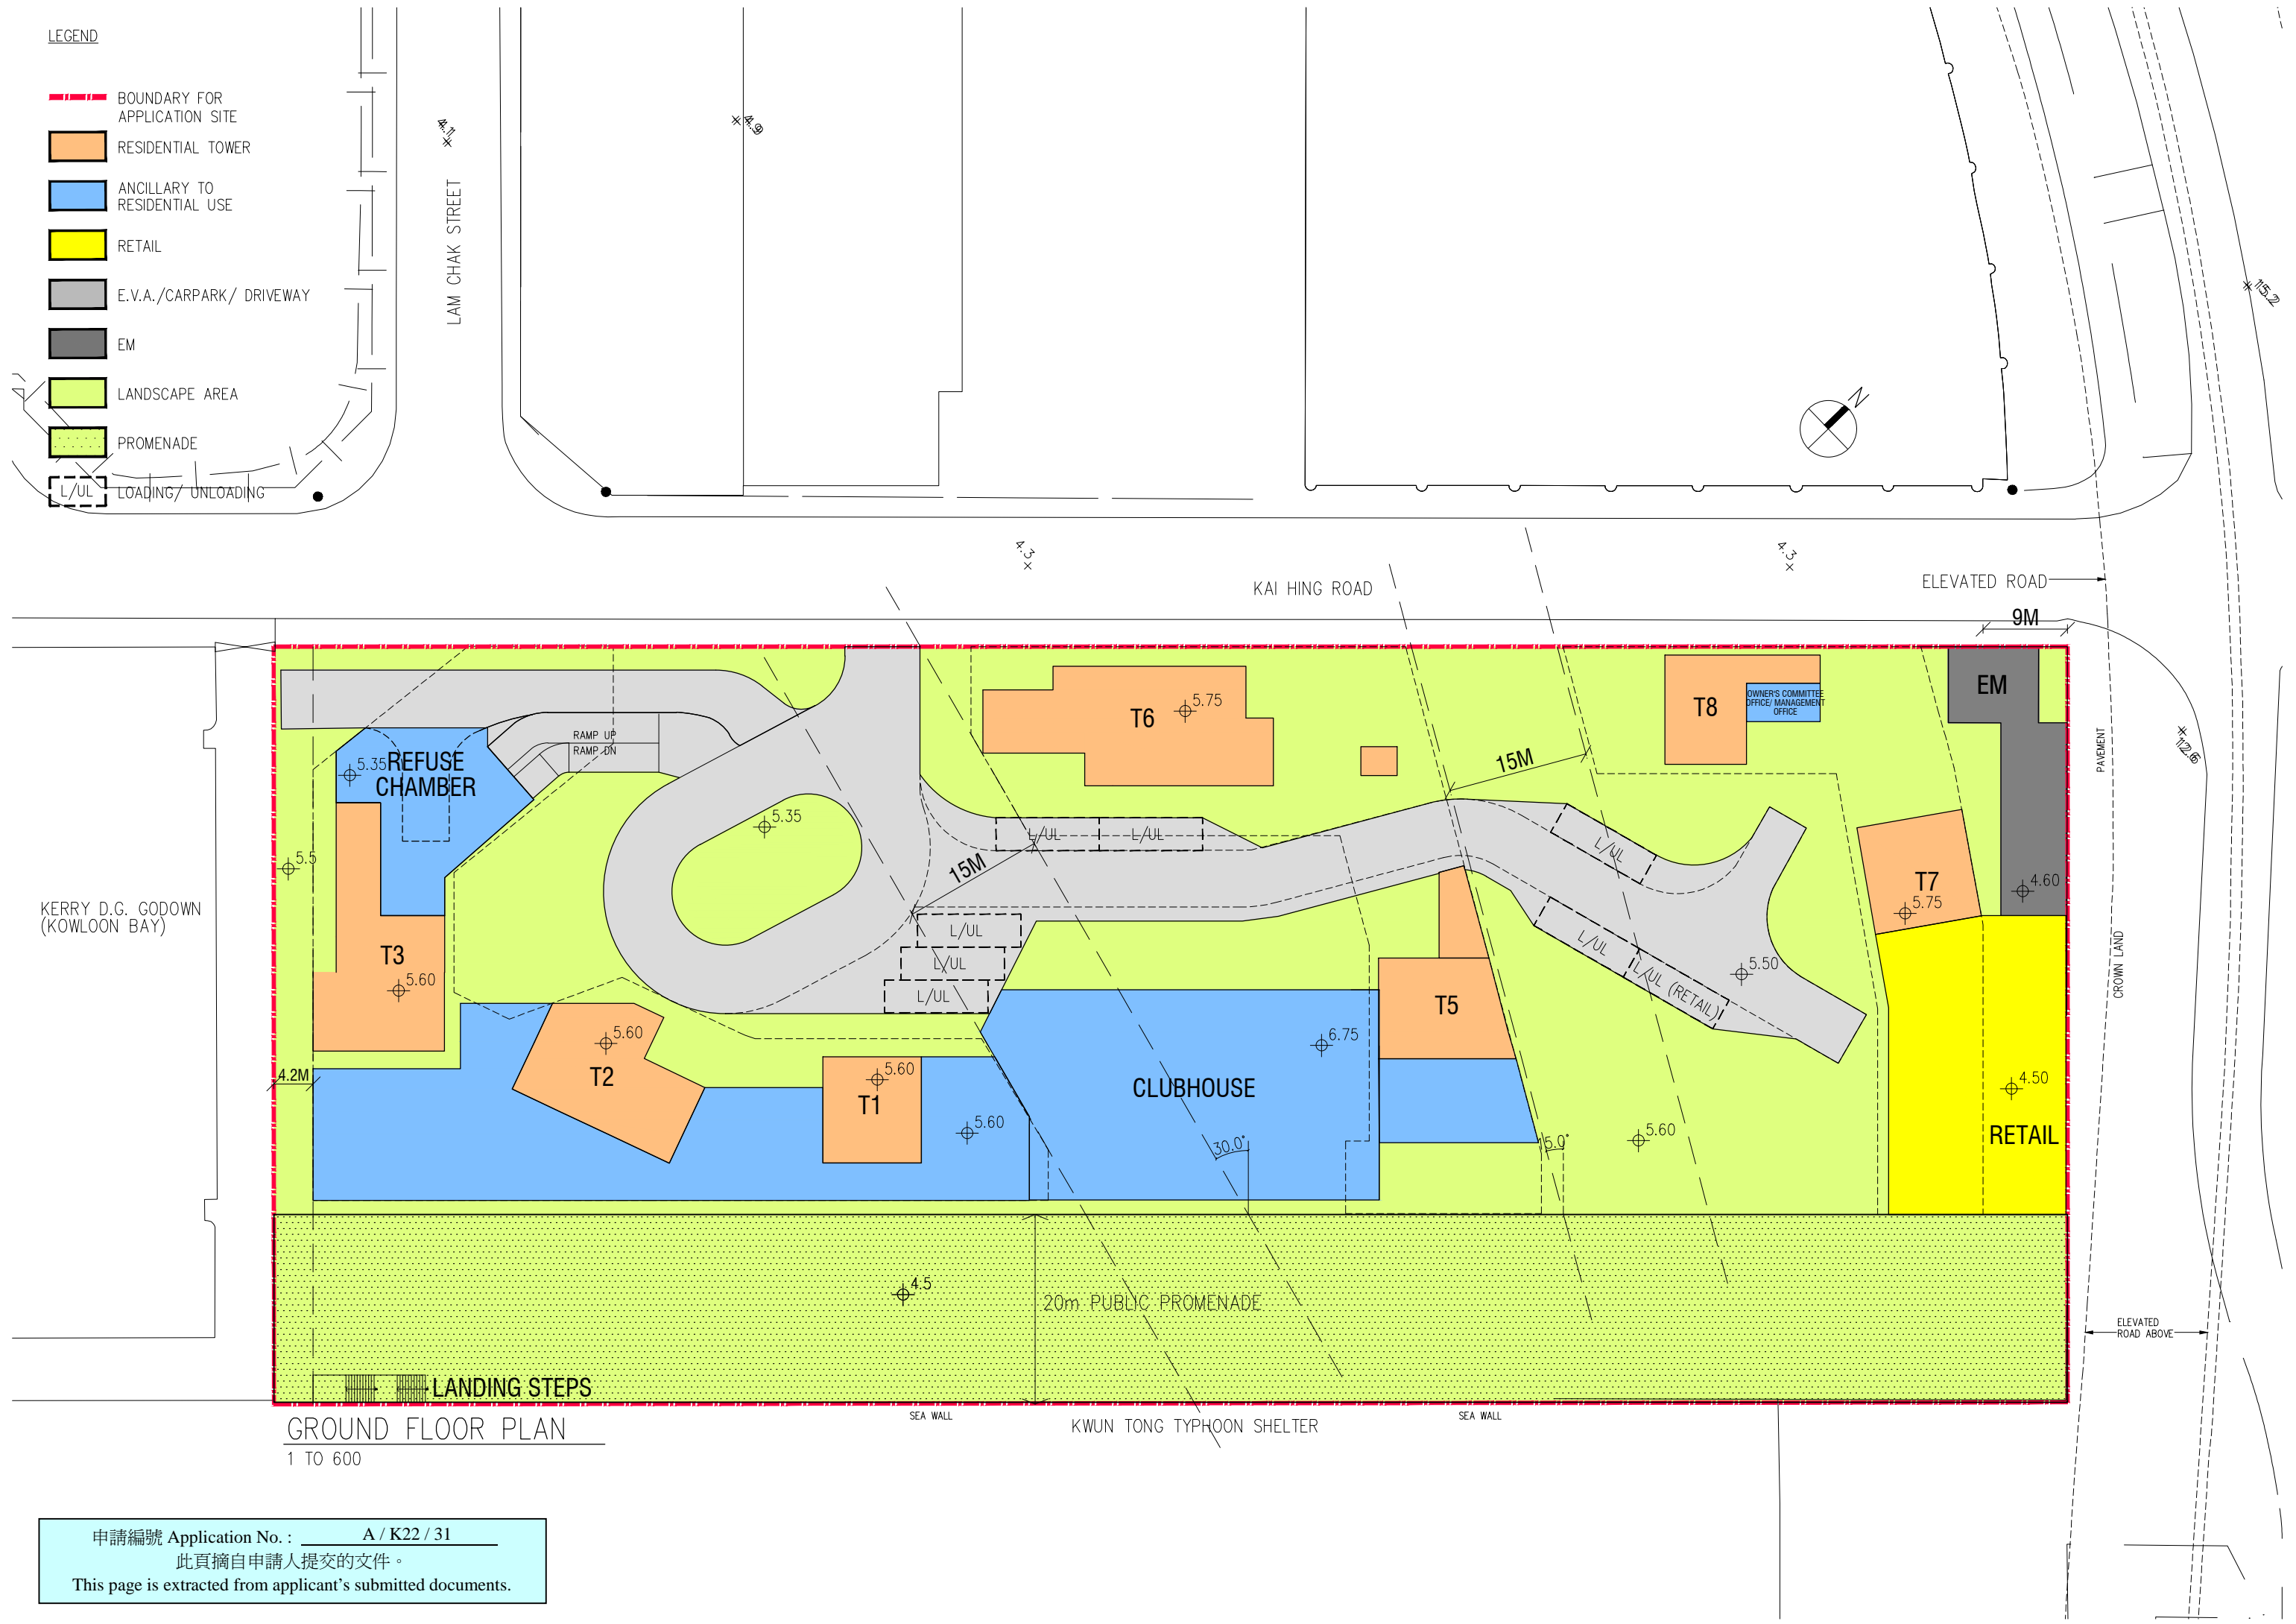 LEGEND
BOUNDARY FOR
APPLICATION SITE
RESIDENTIAL TOWER
ANCILLARY TO
RESIDENTIAL USE
RETAIL
E.V.A./CARPARK/ DRIVEWAY
EM
LANDSCAPE AREA
PROMENADE
L/UL
LOADING/ UNLOADING
LAM CHAK STREET
4.1
4.9
15.2
N
4.3
4.3
KAI HING ROAD
ELEVATED ROAD
9M
T6
5.75
T8
OWNER'S COMMITTEE
OFFICE/ MANAGEMENT
OFFICE
EM
RAMP UP
RAMP DN
5.35
REFUSE
CHAMBER
5.35
15M
15M
L/UL
L/UL
L/UL
PAVEMENT
12.6
5.5
KERRY D.G. GODOWN
(KOWLOON BAY)
T3
5.60
L/UL
L/UL
L/UL
L/UL
L/UL (RETAIL)
T7
5.75
4.60
5.50
CROWN LAND
T5
5.60
T2
5.60
T1
4.2M
5.60
6.75
CLUBHOUSE
30.0°
5.0°
5.60
4.50
RETAIL
4.5
20m PUBLIC PROMENADE
ELEVATED
ROAD ABOVE
LANDING STEPS
SEA WALL
KWUN TONG TYPHOON SHELTER
SEA WALL
GROUND FLOOR PLAN
1 TO 600
申請編號 Application No. : A / K22 / 31
此頁摘自申請人提交的文件。
This page is extracted from applicant's submitted documents.